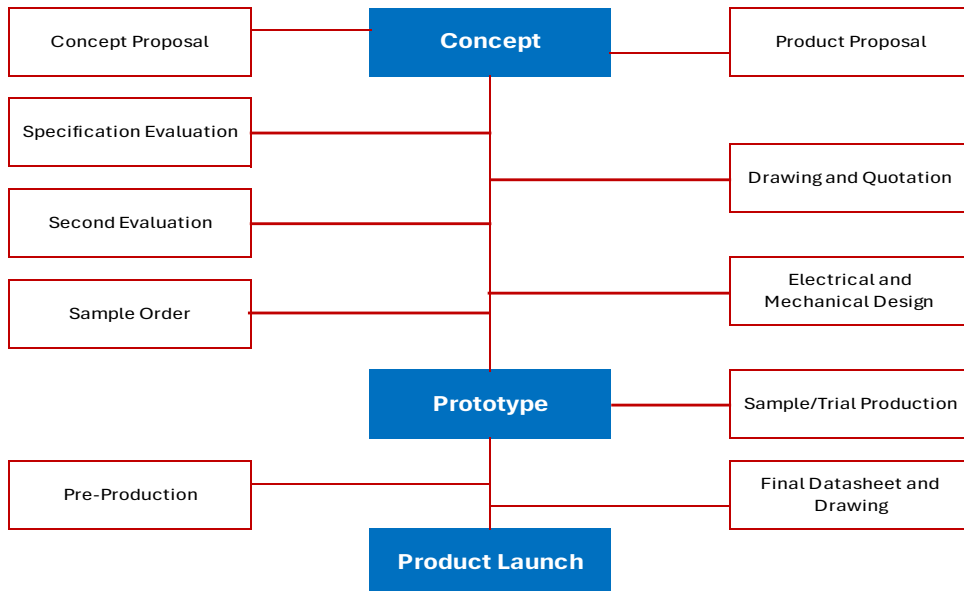 Concept Proposal
Concept
Product Proposal
Specification Evaluation
Drawing and Quotation
Second Evaluation
Electrical and
Mechanical Design
Sample Order
Prototype
Sample/Trial Production
Pre-Production
Final Datasheet and
Drawing
Product Launch